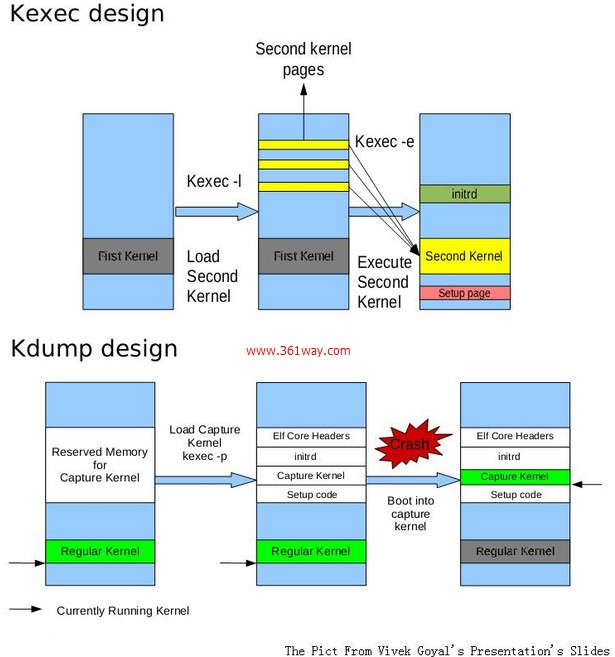 Kexec design
Second kernel
pages
Kexec -e
Kexec -l
initrd
First Kernel
Load
Second
Kernel
First Kernel
Execute
Second
Kernel
Second Kernel
Setup page
Kdump design
www.361way.com
Reserved Memory
for
Capture Kernel
Load Capture
Kernel
kexec -p
Elf Core Headers
initrd
Capture Kernel
Setup code
Crash
Boot into
capture
kernel
Elf Core Headers
initrd
Capture Kernel
Setup code
Regular Kernel
Regular Kernel
Regular Kernel
Currently Running Kernel
The Pict From Vivek Goyal's Presentation's Slides